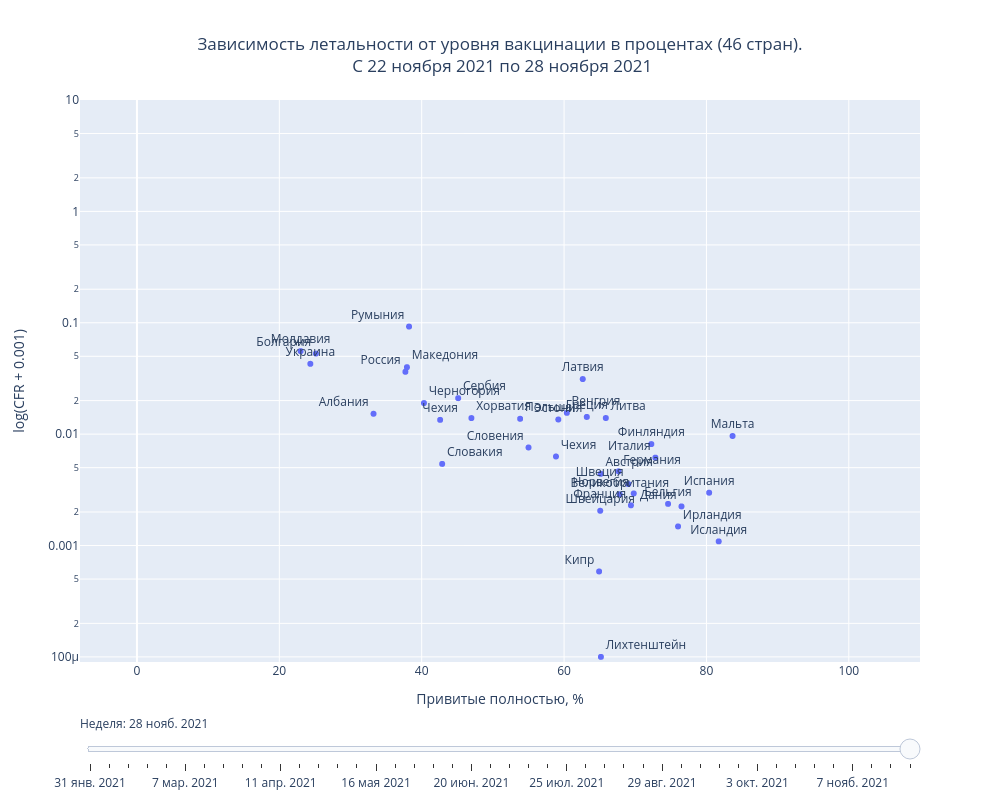 Зависимость летальности от уровня вакцинации в процентах (46 стран).
С 22 ноября 2021 по 28 ноября 2021
log(CFR + 0.001)
10
5
2
1
5
2
0.1
5
2
0.01
5
2
0.001
5
2
100μ
Румыния
Молдавия
Болгария
Украина
Россия
Македония
Латвия
Сербия
Черногория
Албания
Чехия
Хорватия
Польша
Эстония
Греция
Венгрия
Литва
Мальта
Словения
Финляндия
Словакия
Чехия
Италия
Германия
Австрия
Швеция
Норвегия
Великобритания
Испания
Франция
Дания
Бельгия
Швейцария
Ирландия
Исландия
Кипр
Лихтенштейн
0 20 40 60 80 100
Привитые полностью, %
Неделя: 28 нояб. 2021
31 янв. 2021 7 мар. 2021 11 апр. 2021 16 мая 2021 20 июн. 2021 25 июл. 2021 29 авг. 2021 3 окт. 2021 7 нояб. 2021